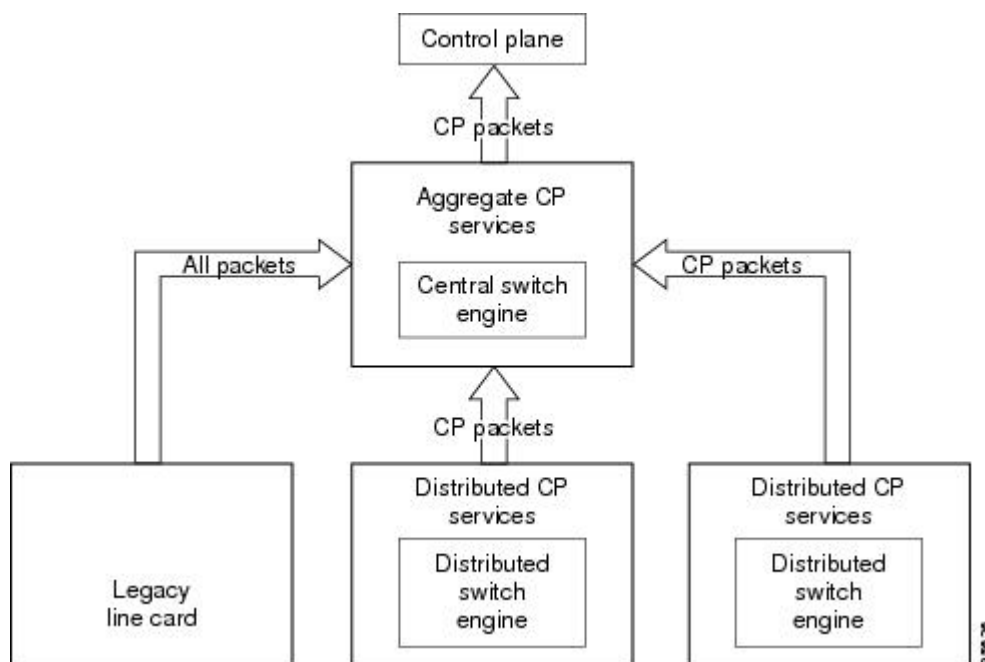 Control plane
CP packets
Aggregate CP
services
All packets
CP packets
Central switch
engine
CP packets
Distributed CP
services
Distributed CP
services
Distributed
switch
engine
Distributed
switch
engine
Legacy
line card